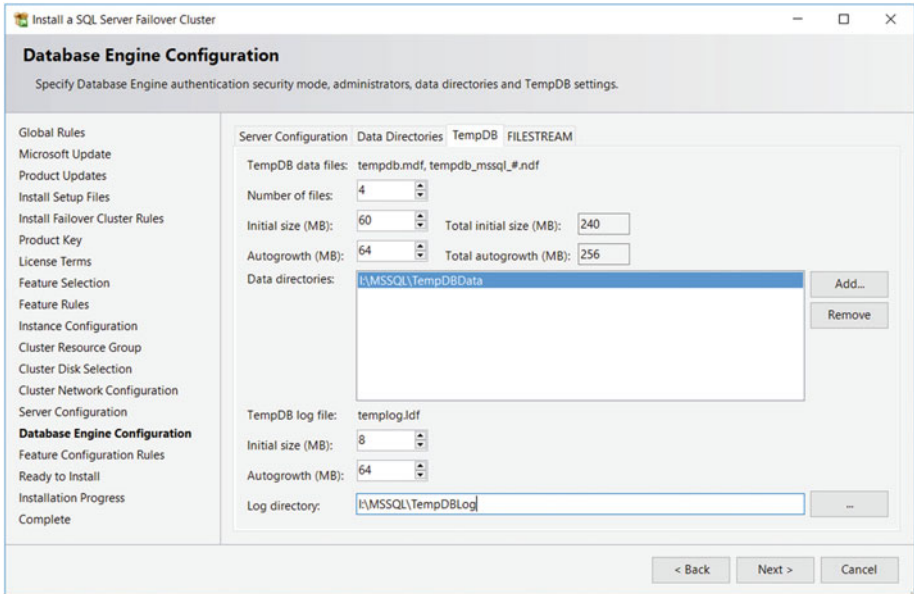 Install a SQL Server Failover Cluster
Database Engine Configuration
Specify Database Engine authentication security mode, administrators, data directories and TempDB settings.
Global Rules
Microsoft Update
Product Updates
Install Setup Files
Install Failover Cluster Rules
Product Key
License Terms
Feature Selection
Feature Rules
Instance Configuration
Cluster Resource Group
Cluster Disk Selection
Cluster Network Configuration
Server Configuration
Database Engine Configuration
Feature Configuration Rules
Ready to Install
Installation Progress
Complete
Server Configuration Data Directories TempDB FILESTREAM
TempDB data files: tempdb.mdf, tempdb_mssql_#.ndf
Number of files: 4
Initial size (MB): 60 Total initial size (MB): 240
Autogrowth (MB): 64 Total autogrowth (MB): 256
Data directories: I:\MSSQL\TempDBData Add...
Remove
TempDB log file: templog.ldf
Initial size (MB): 8
Autogrowth (MB): 64
Log directory: I:\MSSQL\TempDBLog ...
< Back Next > Cancel